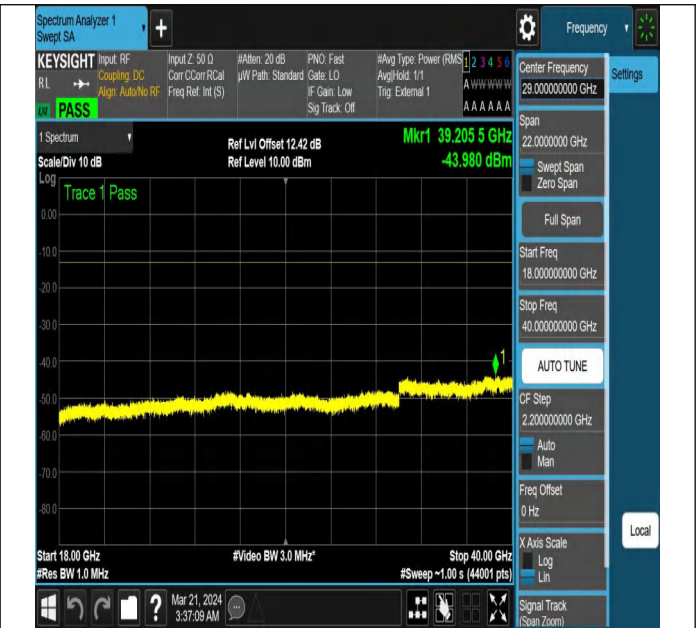 Spectrum Analyzer 1
Swept SA
+
Frequency
KEYSIGHT
RL
PASS
Input: RF
Coupling: DC
Align: Auto/No RF
Input Z: 50 Ω
Corr CCorr RCal
Freq Ref: Int (S)
#Atten: 20 dB
µW Path: Standard
PNO: Fast
Gate: LO
IF Gain: Low
Sig Track: Off
#Avg Type: Power (RMS
Avg|Hold: 1/1
Trig: External 1
1 2 3 4 5 6
A W W W W W
A A A A A A
1 Spectrum
Scale/Div 10 dB
Ref Lvl Offset 12.42 dB
Ref Level 10.00 dBm
Mkr1 39.205 5 GHz
-43.980 dBm
Log
Trace 1 Pass
0.00
-10.0
-20.0
-30.0
-40.0
-50.0
-60.0
-70.0
-80.0
1
Start 18.00 GHz
#Res BW 1.0 MHz
#Video BW 3.0 MHz*
Stop 40.00 GHz
#Sweep ~1.00 s (44001 pts)
?
Mar 21, 2024
3:37:09 AM
Center Frequency
29.000000000 GHz
Settings
Span
22.0000000 GHz
Swept Span
Zero Span
Full Span
Start Freq
18.000000000 GHz
Stop Freq
40.000000000 GHz
AUTO TUNE
CF Step
2.200000000 GHz
Auto
Man
Freq Offset
0 Hz
X Axis Scale
Log
Lin
Local
Signal Track
(Span Zoom)